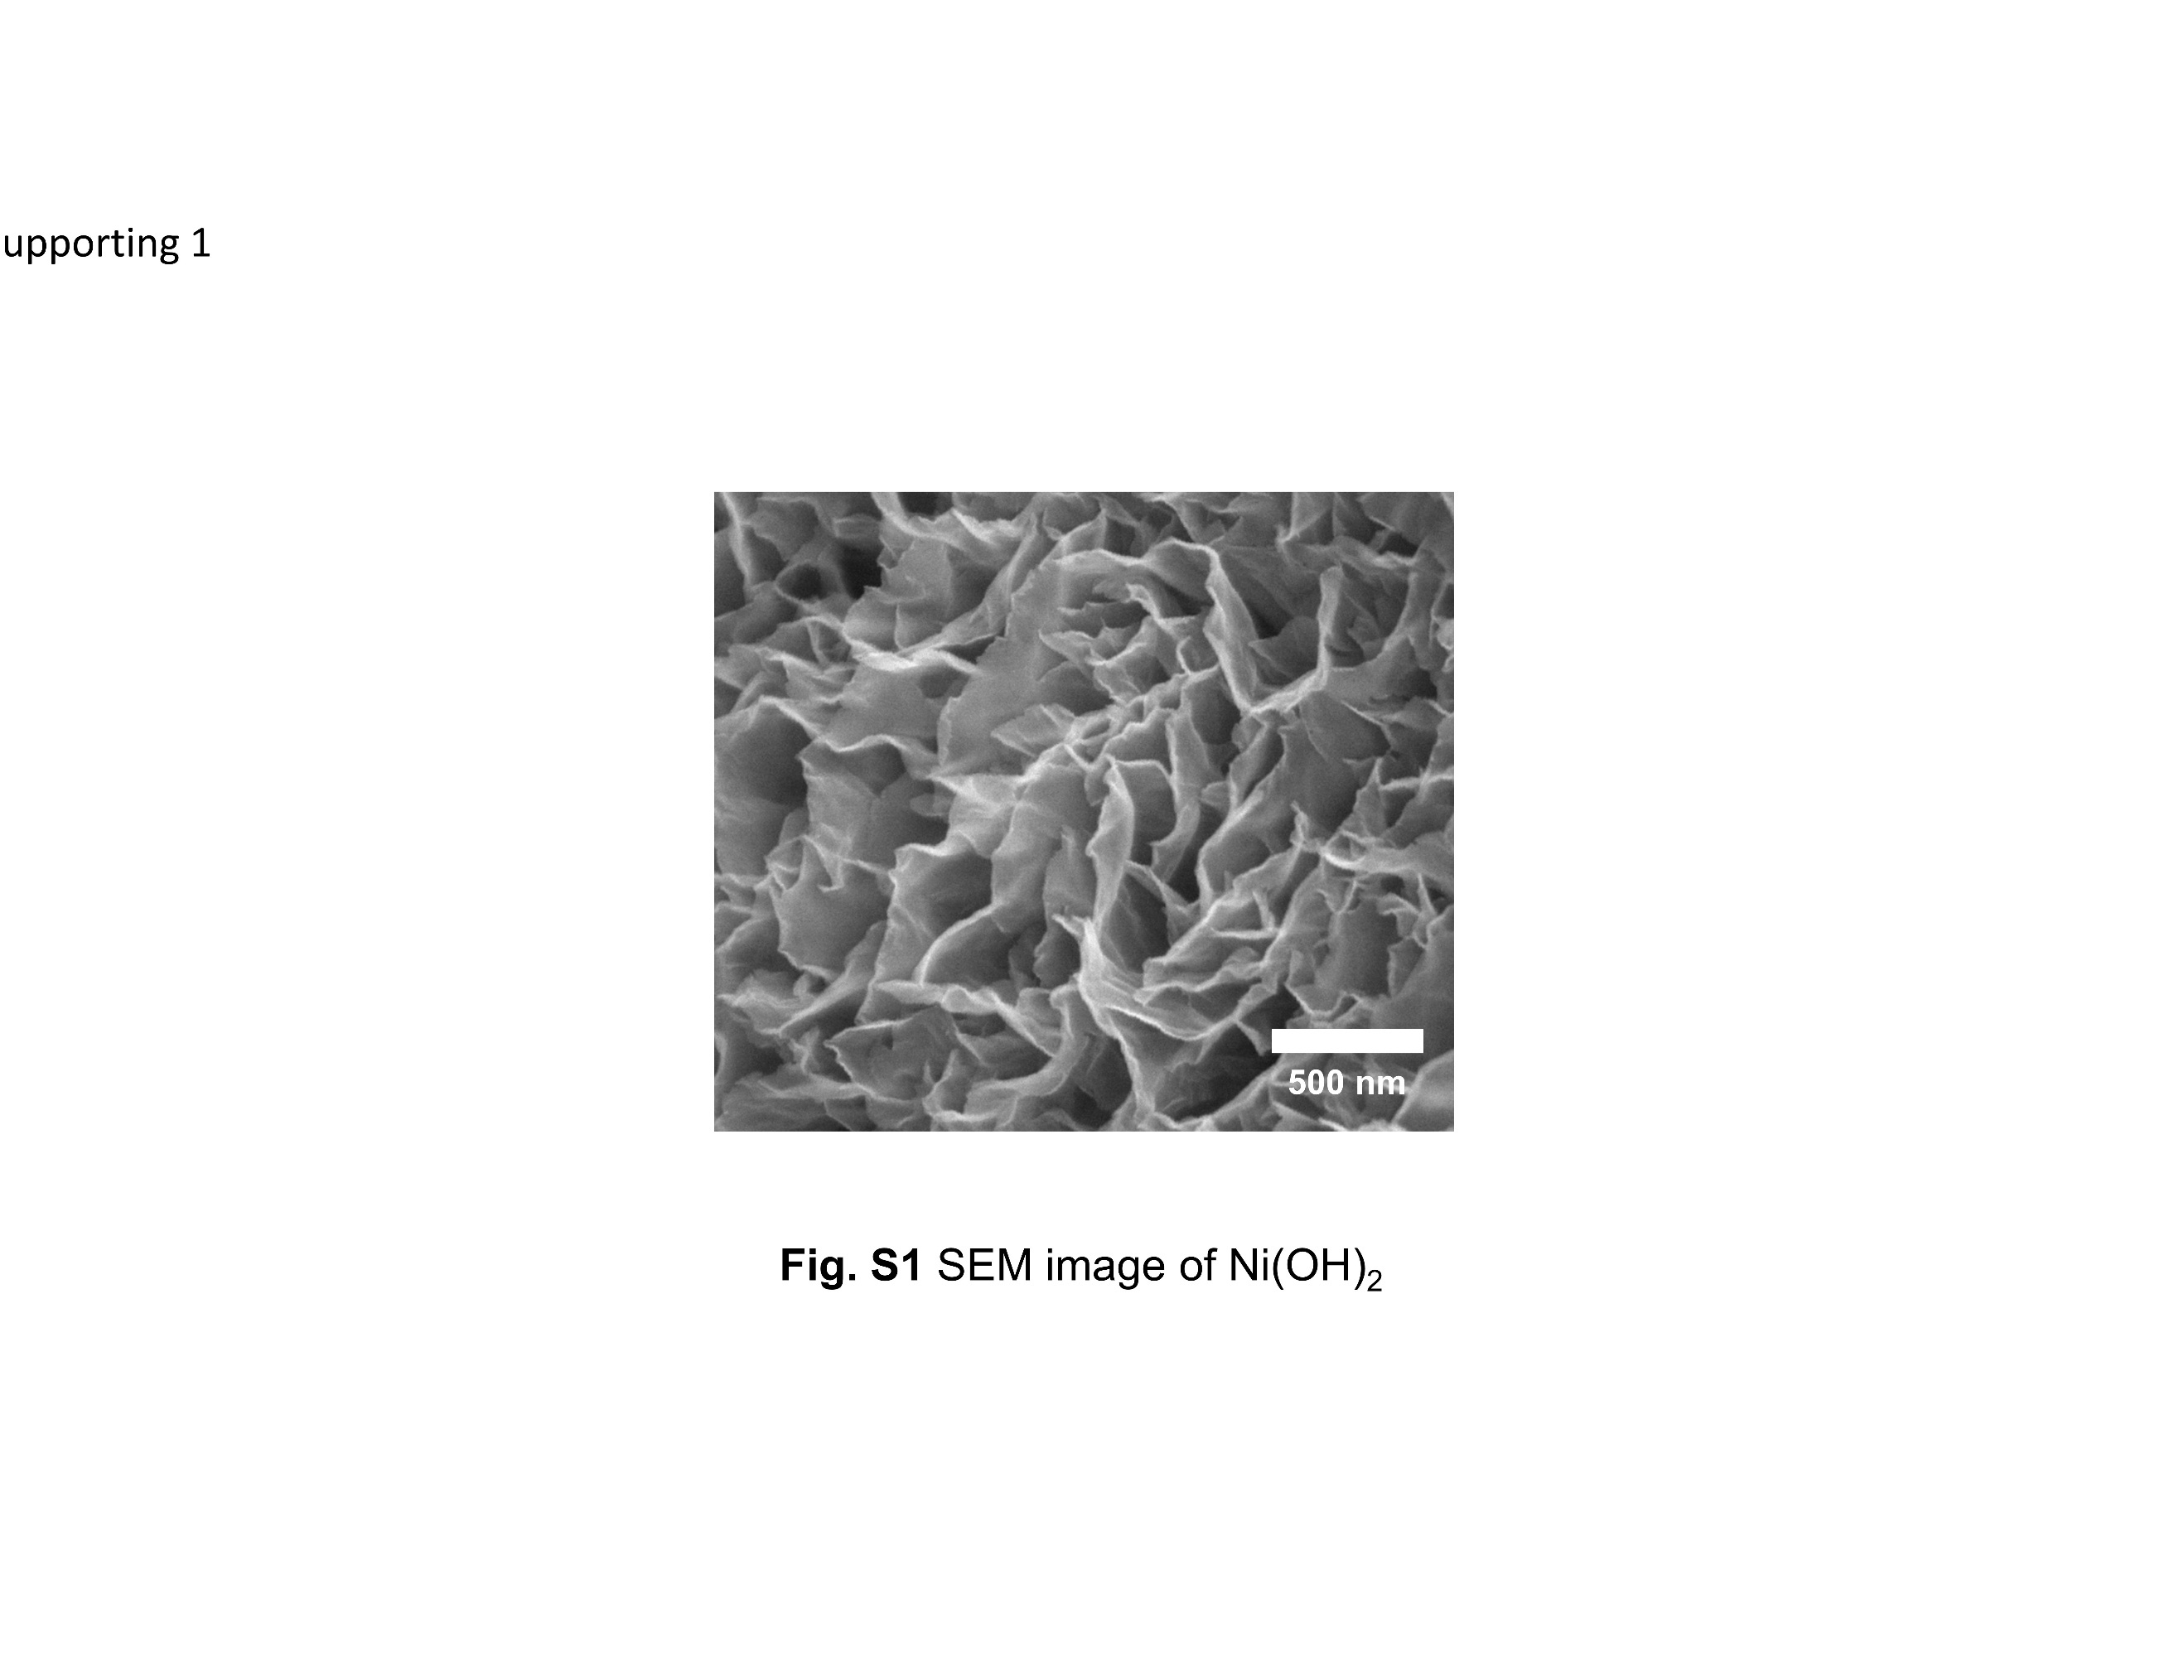 upporting 1
500 nm
Fig. S1 SEM image of Ni(OH)₂